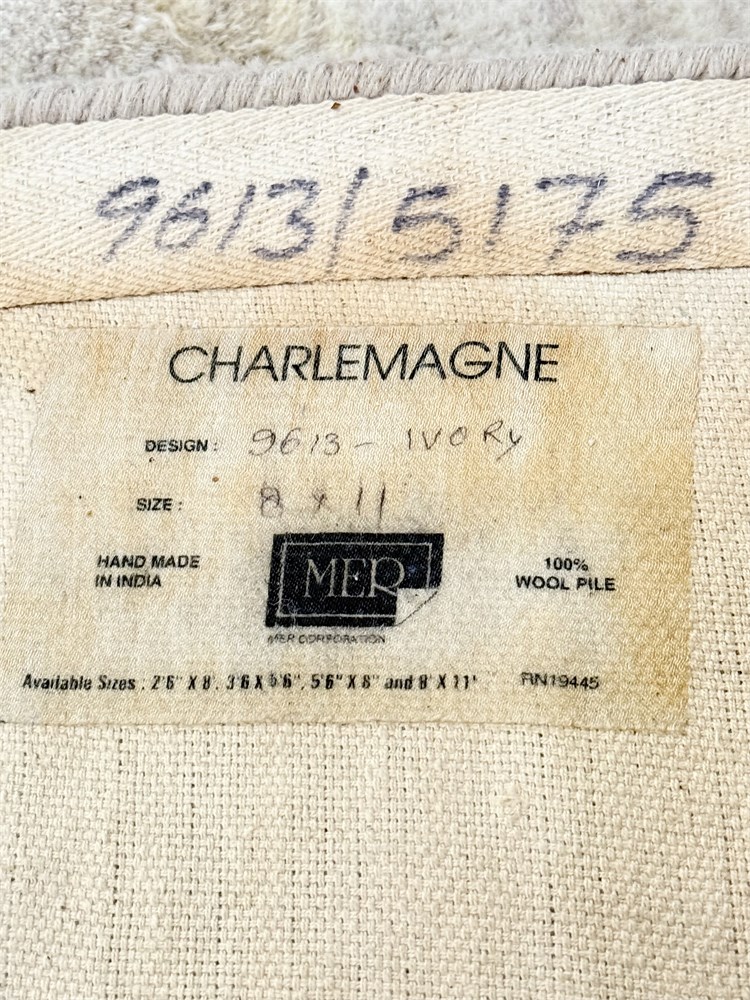 9613/5175
CHARLEMAGNE
DESIGN : 9613 - IVORY
SIZE : 8 X 11
HAND MADE
IN INDIA
MER
MER CORPORATION
100%
WOOL PILE
Available Sizes : 2'6" X 8'. 3'6 X 5'6", 5'6" X 8" and 8' X 11' RN19445